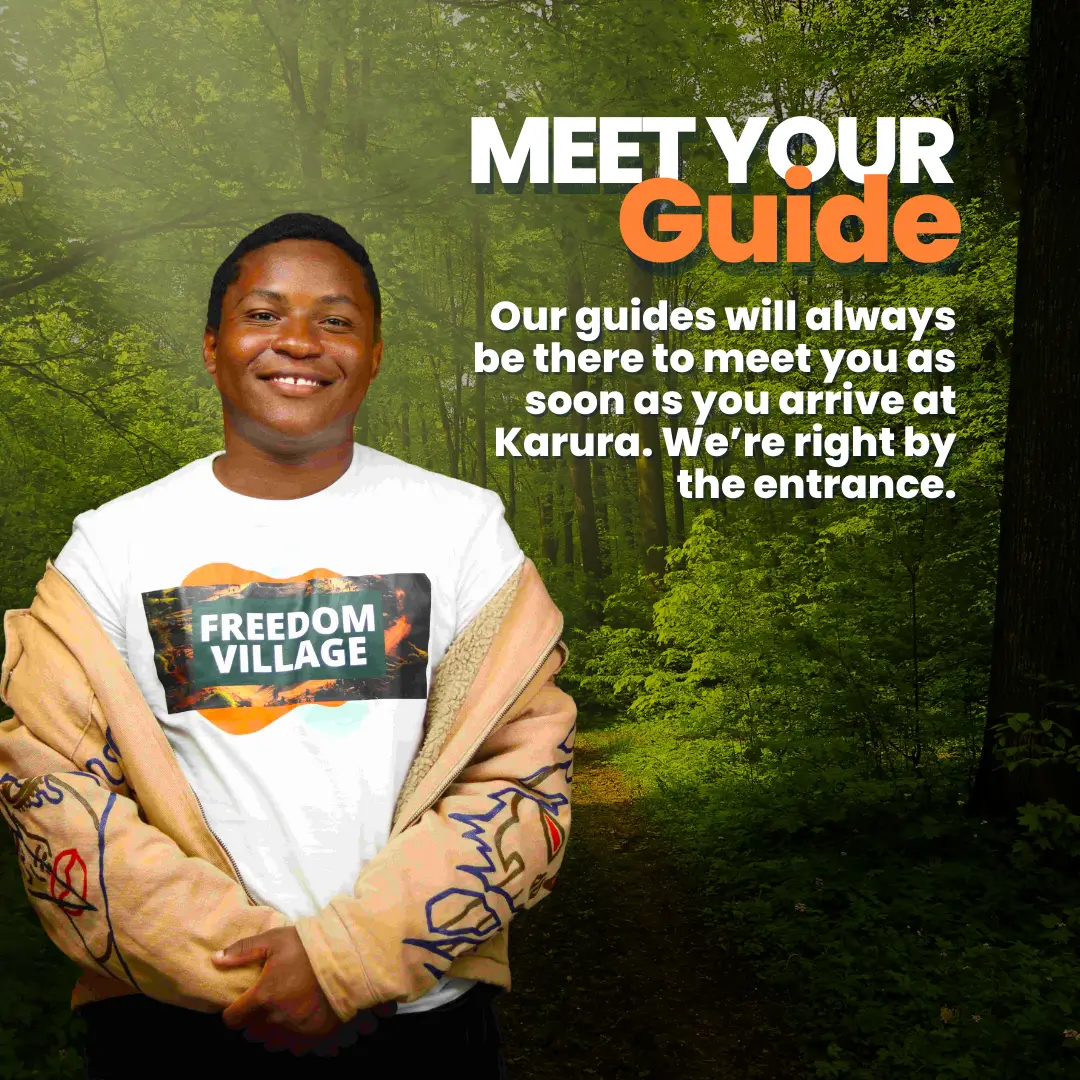 MEET YOUR
Guide
Our guides will always
be there to meet you as
soon as you arrive at
Karura. We’re right by
the entrance.
FREEDOM
VILLAGE